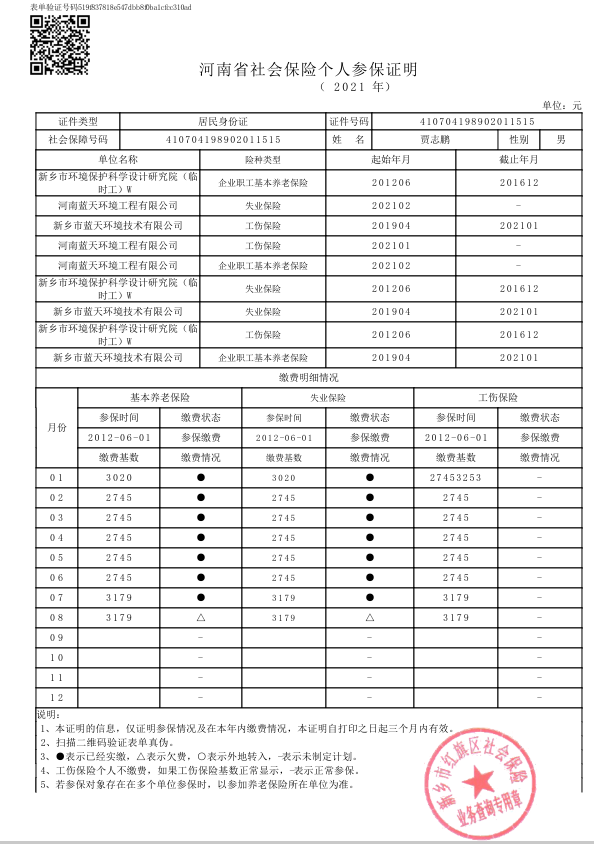 表单验证号码519f837818e547dbb8f0ba1cfcc310ad
河南省社会保险个人参保证明
( 2021 年)
单位: 元
证件类型 居民身份证 证件号码 410704198902011515
社会保障号码 410704198902011515 姓 名 贾志鹏 性别 男
单位名称 险种类型 起始年月 截止年月
新乡市环境保护科学设计研究院（临时工）W 企业职工基本养老保险 201206 201612
河南蓝天环境工程有限公司 失业保险 202102 -
新乡市蓝天环境技术有限公司 工伤保险 201904 202101
河南蓝天环境工程有限公司 工伤保险 202101 -
河南蓝天环境工程有限公司 企业职工基本养老保险 202102 -
新乡市环境保护科学设计研究院（临时工）W 失业保险 201206 201612
新乡市蓝天环境技术有限公司 失业保险 201904 202101
新乡市环境保护科学设计研究院（临时工）W 工伤保险 201206 201612
新乡市蓝天环境技术有限公司 企业职工基本养老保险 201904 202101
缴费明细情况
月份 基本养老保险 失业保险 工伤保险
参保时间 缴费状态 参保时间 缴费状态 参保时间 缴费状态
2012-06-01 参保缴费 2012-06-01 参保缴费 2012-06-01 参保缴费
缴费基数 缴费情况 缴费基数 缴费情况 缴费基数 缴费情况
01 3020 ● 3020 ● 27453253 -
02 2745 ● 2745 ● 2745 -
03 2745 ● 2745 ● 2745 -
04 2745 ● 2745 ● 2745 -
05 2745 ● 2745 ● 2745 -
06 2745 ● 2745 ● 2745 -
07 3179 ● 3179 ● 3179 -
08 3179 △ 3179 △ 3179 -
09 - - -
10 - - -
11 - - -
12 - - -
说明:
1、本证明的信息，仅证明参保情况及在本年内缴费情况，本证明自打印之日起三个月内有效。
2、扫描二维码验证表单真伪。
3、●表示已经实缴，△表示欠费，○表示外地转入，-表示未制定计划。
4、工伤保险个人不缴费，如果工伤保险基数正常显示，-表示正常参保。
5、若参保对象存在在多个单位参保时，以参加养老保险所在单位为准。
新乡市红旗区社会保险
业务查询专用章